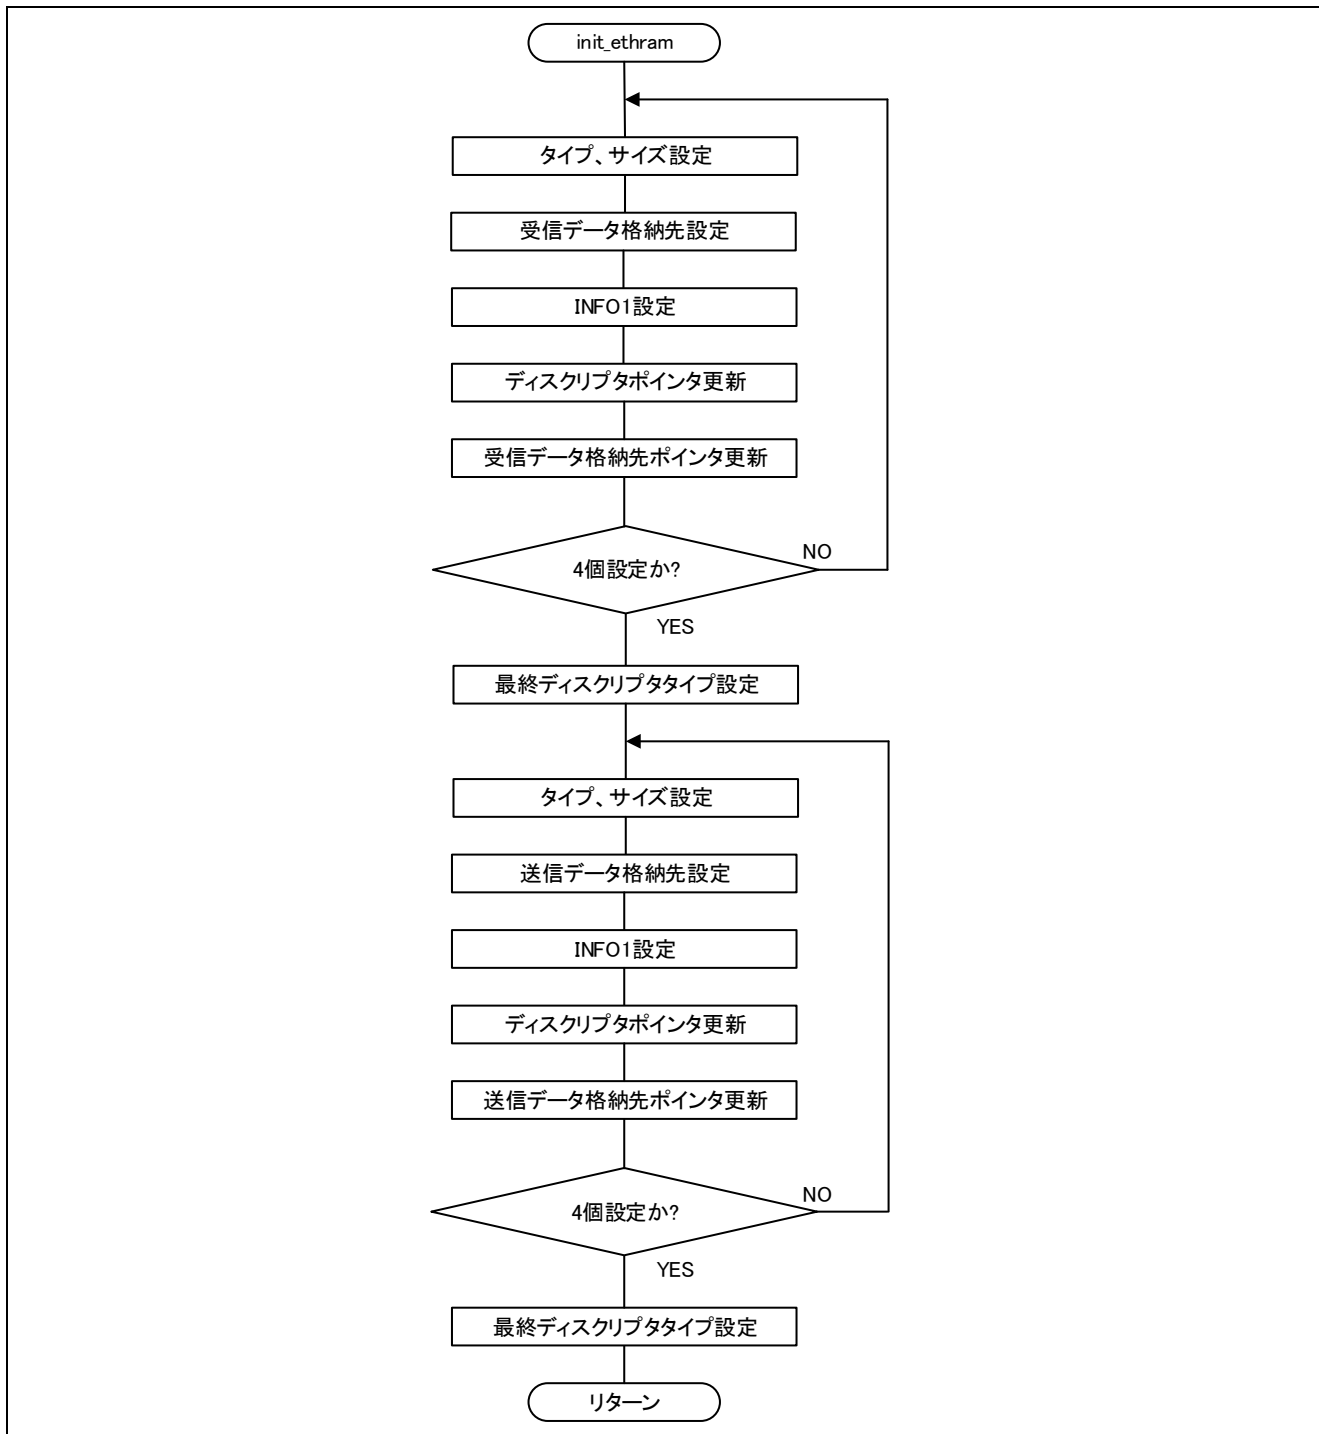 init_ethram
タイプ、サイズ設定
受信データ格納先設定
INFO1設定
ディスクリプタポインタ更新
受信データ格納先ポインタ更新
4個設定か?
NO
YES
最終ディスクリプタタイプ設定
タイプ、サイズ設定
送信データ格納先設定
INFO1設定
ディスクリプタポインタ更新
送信データ格納先ポインタ更新
4個設定か?
NO
YES
最終ディスクリプタタイプ設定
リターン